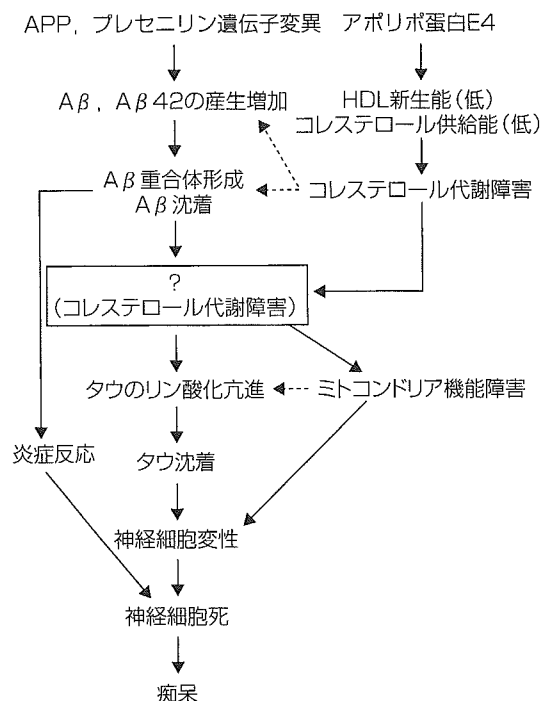 APP，プレセニリン遺伝子変異
アポリポ蛋白E4
Aβ，Aβ42の産生増加
HDL新生能(低)
コレステロール供給能(低)
Aβ重合体形成
Aβ沈着
コレステロール代謝障害
？
(コレステロール代謝障害)
タウのリン酸化亢進
ミトコンドリア機能障害
炎症反応
タウ沈着
神経細胞変性
神経細胞死
痴呆